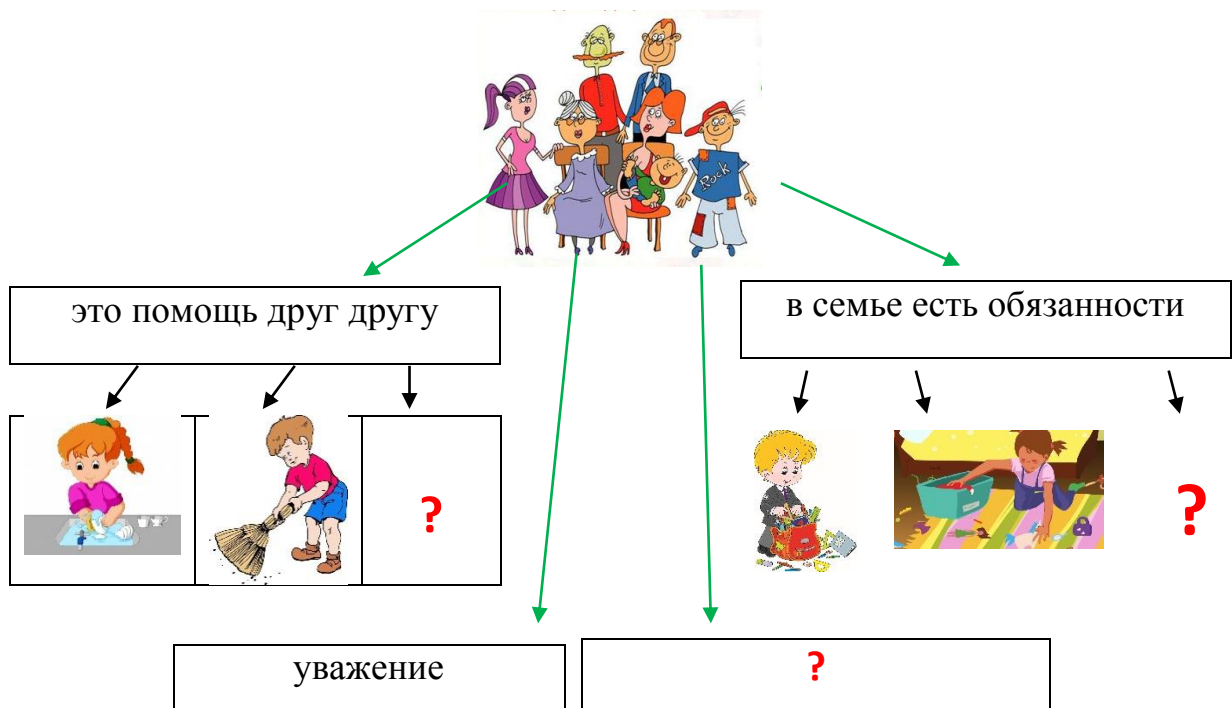 Rock
это помощь друг другу
в семье есть обязанности
?
?
уважение
?